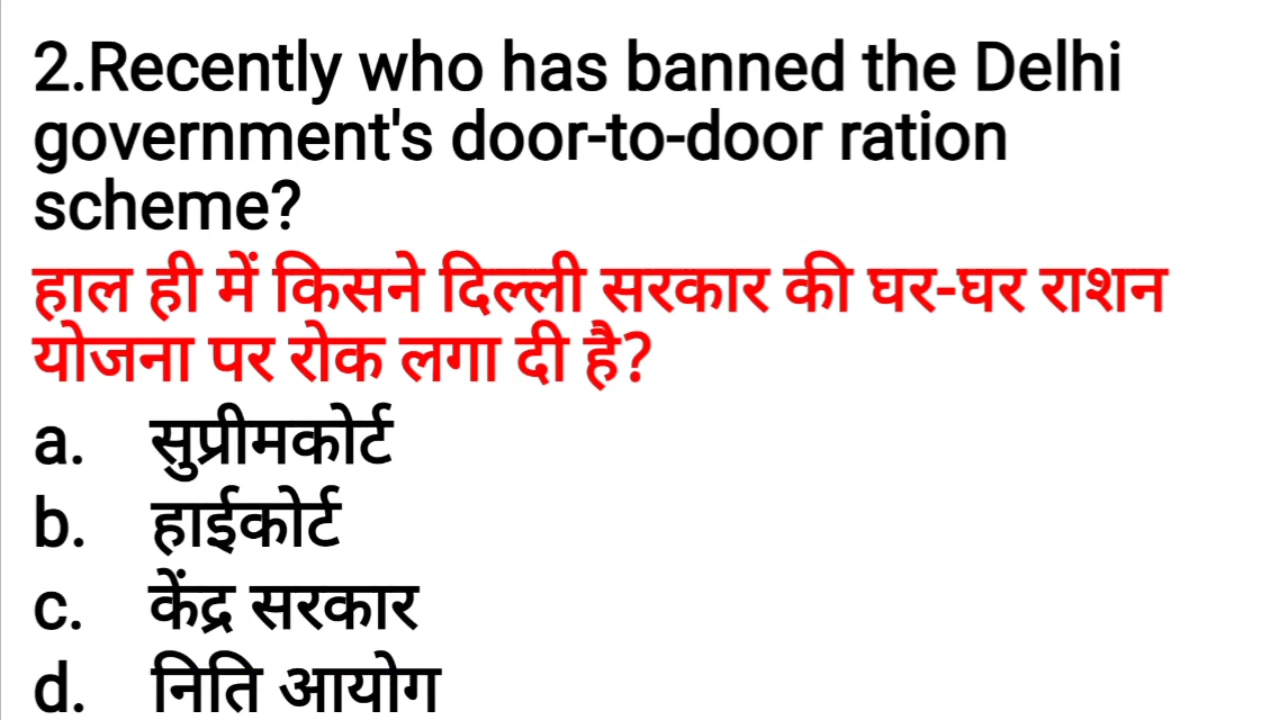 2.Recently who has banned the Delhi
government's door-to-door ration
scheme?
हाल ही में किसने दिल्ली सरकार की घर-घर राशन
योजना पर रोक लगा दी है?
a. सुप्रीमकोर्ट
b. हाईकोर्ट
c. केंद्र सरकार
d. निति आयोग